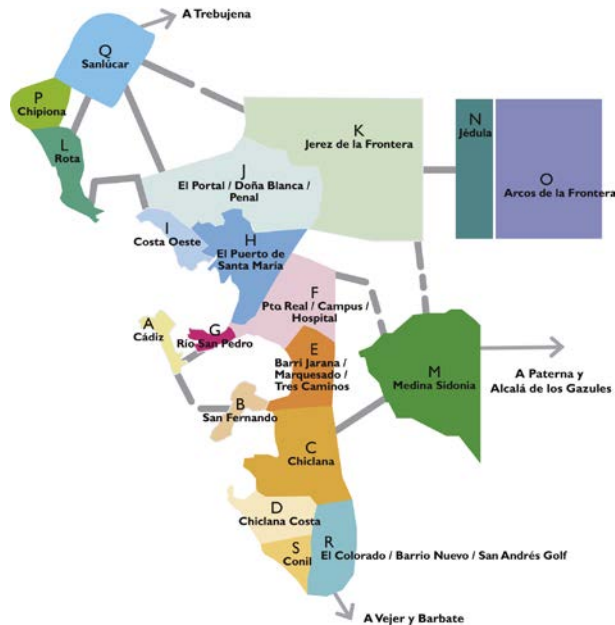 A Trebujena
Q
Sanlúcar
P
Chipiona
L
Rota
K
Jerez de la Frontera
N
Jédula
O
Arcos de la Frontera
J
El Portal / Doña Blanca /
Penal
I
Costa Oeste
H
El Puerto de
Santa María
F
Pta Real / Campus /
Hospital
A
Cádiz
G
Río San Pedro
E
Barri Jarana /
Marquesado /
Tres Caminos
M
Medina Sidonia
A Paterna y
Alcalá de los Gazules
B
San Fernando
C
Chiclana
D
Chiclana Costa
S
Conil
R
El Colorado / Barrio Nuevo / San Andrés Golf
A Vejer y Barbate